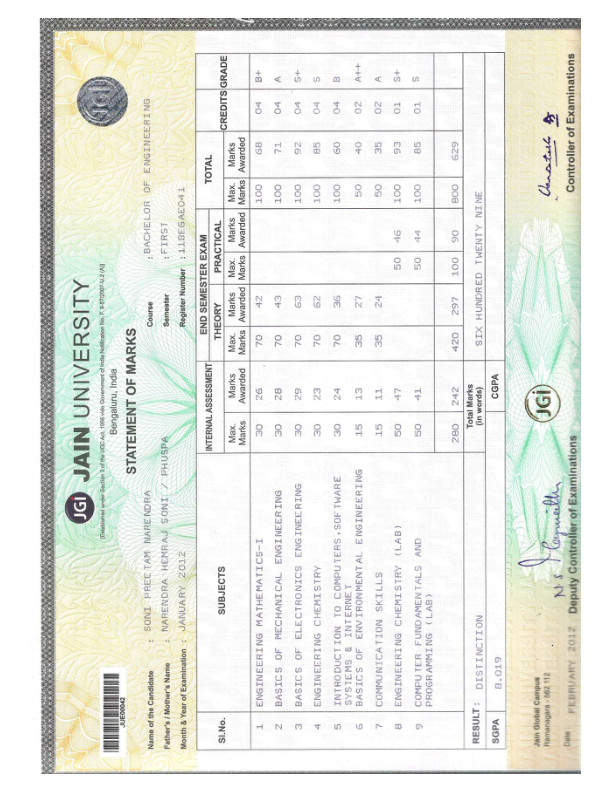 JGI JAIN UNIVERSITY
[Established under Section 3 of the UGC Act, 1956 vide Government of India Notification No. F. 9-57/2007-U.3 (A)]
Bengaluru, India
STATEMENT OF MARKS
JUE00042
Name of the Candidate : SONI PREETAM NARENDRA
Father's / Mother's Name : NARENDRA HEMRAJ SONI / PHUSPA
Month & Year of Examination : JANUARY 2012
Course : BACHELOR OF ENGINEERING
Semester : FIRST
Register Number : 11BEGAE041
JGI
Sl.No. SUBJECTS INTERNAL ASSESSMENT END SEMESTER EXAM TOTAL CREDITS GRADE
THEORY PRACTICAL
Max. Marks Marks Awarded Max. Marks Marks Awarded Max. Marks Marks Awarded Max. Marks Marks Awarded
1 ENGINEERING MATHEMATICS-I 30 26 70 42 100 68 04 B+
2 BASICS OF MECHANICAL ENGINEERING 30 28 70 43 100 71 04 A
3 BASICS OF ELECTRONICS ENGINEERING 30 29 70 63 100 92 04 S+
4 ENGINEERING CHEMISTRY 30 23 70 62 100 85 04 S
5 INTRODUCTION TO COMPUTERS,SOFTWARE 30 24 70 36 100 60 04 B
SYSTEMS & INTERNET
6 BASICS OF ENVIRONMENTAL ENGINEERING 15 13 35 27 50 40 02 A++
7 COMMUNICATION SKILLS 15 11 35 24 50 35 02 A
8 ENGINEERING CHEMISTRY (LAB) 50 47 50 46 100 93 01 S+
9 COMPUTER FUNDAMENTALS AND 50 41 50 44 100 85 01 S
PROGRAMMING (LAB)
280 242 420 297 100 90 800 629
RESULT : DISTINCTION Total Marks (in words) SIX HUNDRED TWENTY NINE
SGPA 8.019 CGPA
JGI
Jain Global Campus
Ramanagara - 562 112
Date : FEBRUARY 2012
Deputy Controller of Examinations
Controller of Examinations